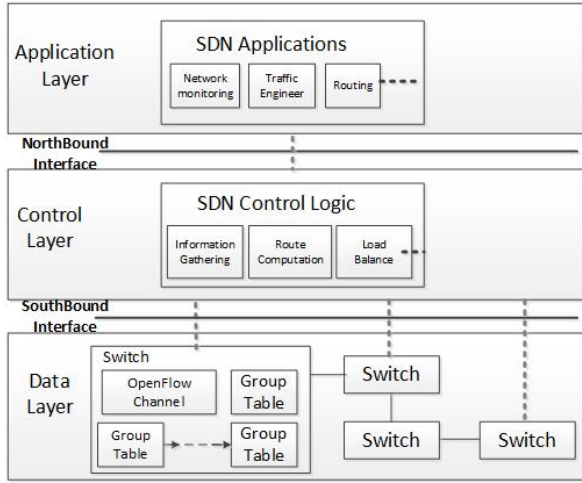 Application
Layer
SDN Applications
Network
monitoring
Traffic
Engineer
Routing
NorthBound
Interface
Control
Layer
SDN Control Logic
Information
Gathering
Route
Computation
Load
Balance
SouthBound
Interface
Data
Layer
Switch
OpenFlow
Channel
Group
Table
Group
Table
Group
Table
Switch
Switch
Switch